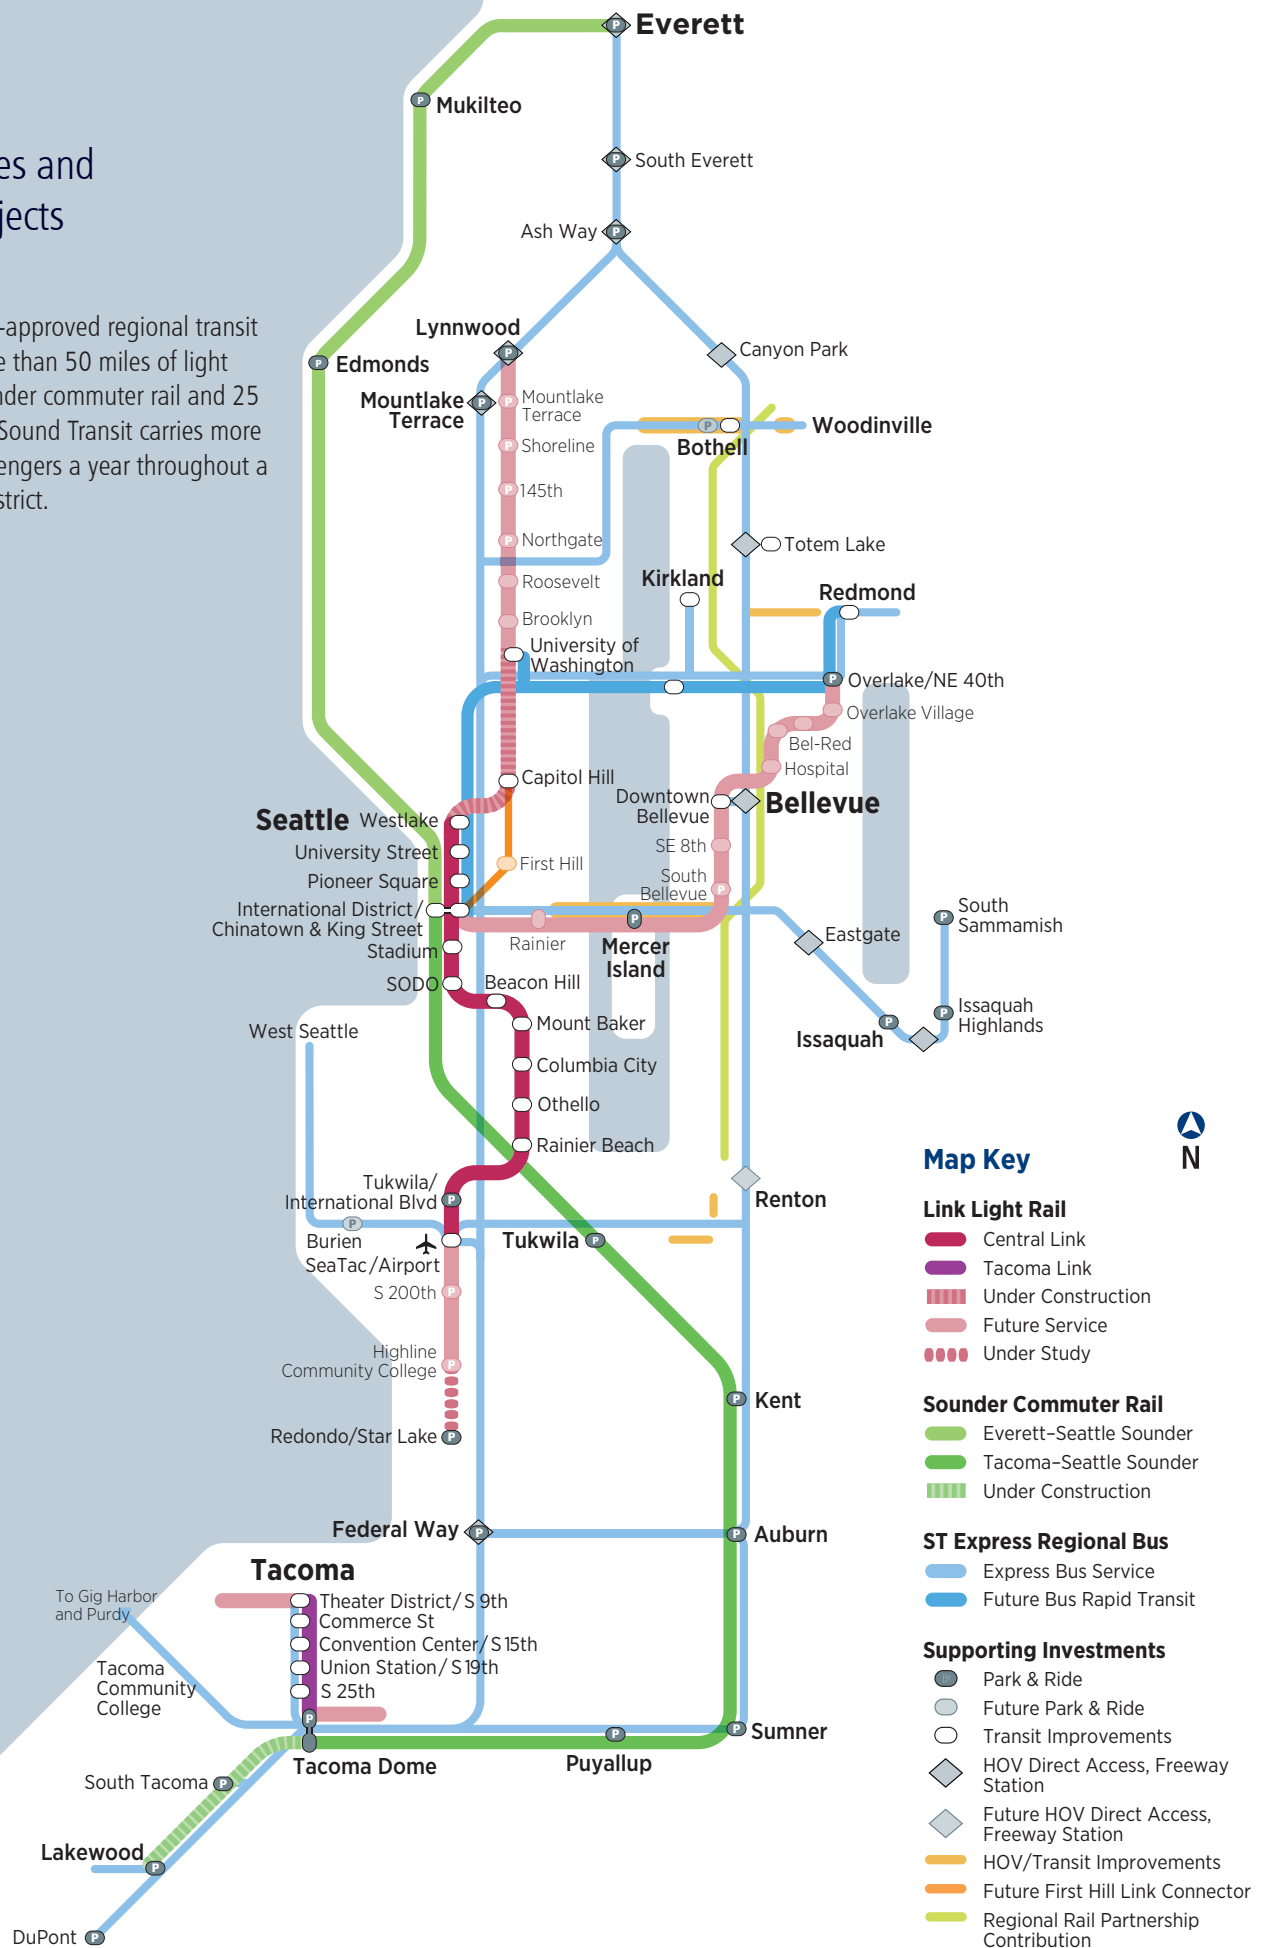 Everett
Mukilteo
es and
jects
South Everett
Ash Way
-approved regional transit
e than 50 miles of light
nder commuter rail and 25
Sound Transit carries more
engers a year throughout a
strict.
Lynnwood
Canyon Park
Edmonds
Mountlake
Terrace
Mountlake
Terrace
Woodinville
Bothell
Shoreline
145th
Northgate
Totem Lake
Roosevelt
Kirkland
Redmond
Brooklyn
University of
Washington
Overlake/NE 40th
Overlake Village
Bel-Red
Hospital
Capitol Hill
Downtown
Bellevue
Bellevue
Seattle
Westlake
University Street
SE 8th
First Hill
Pioneer Square
South
Bellevue
International District/
Chinatown & King Street
Rainier
Mercer
Island
Eastgate
South
Sammamish
Stadium
SODO
Beacon Hill
Issaquah
Highlands
Issaquah
West Seattle
Mount Baker
Columbia City
Othello
Rainier Beach
N
Tukwila/
International Blvd
Renton
Burien
SeaTac/Airport
Tukwila
S 200th
Highline
Community College
Kent
Redondo/Star Lake
Federal Way
Auburn
Tacoma
To Gig Harbor
and Purdy
Theater District/S 9th
Commerce St
Convention Center/S 15th
Union Station/S 19th
S 25th
Tacoma
Community
College
Sumner
Puyallup
Tacoma Dome
South Tacoma
Lakewood
DuPont
Map Key
Link Light Rail
Central Link
Tacoma Link
Under Construction
Future Service
Under Study
Sounder Commuter Rail
Everett–Seattle Sounder
Tacoma–Seattle Sounder
Under Construction
ST Express Regional Bus
Express Bus Service
Future Bus Rapid Transit
Supporting Investments
P Park & Ride
Future Park & Ride
Transit Improvements
HOV Direct Access, Freeway
Station
Future HOV Direct Access,
Freeway Station
HOV/Transit Improvements
Future First Hill Link Connector
Regional Rail Partnership
Contribution